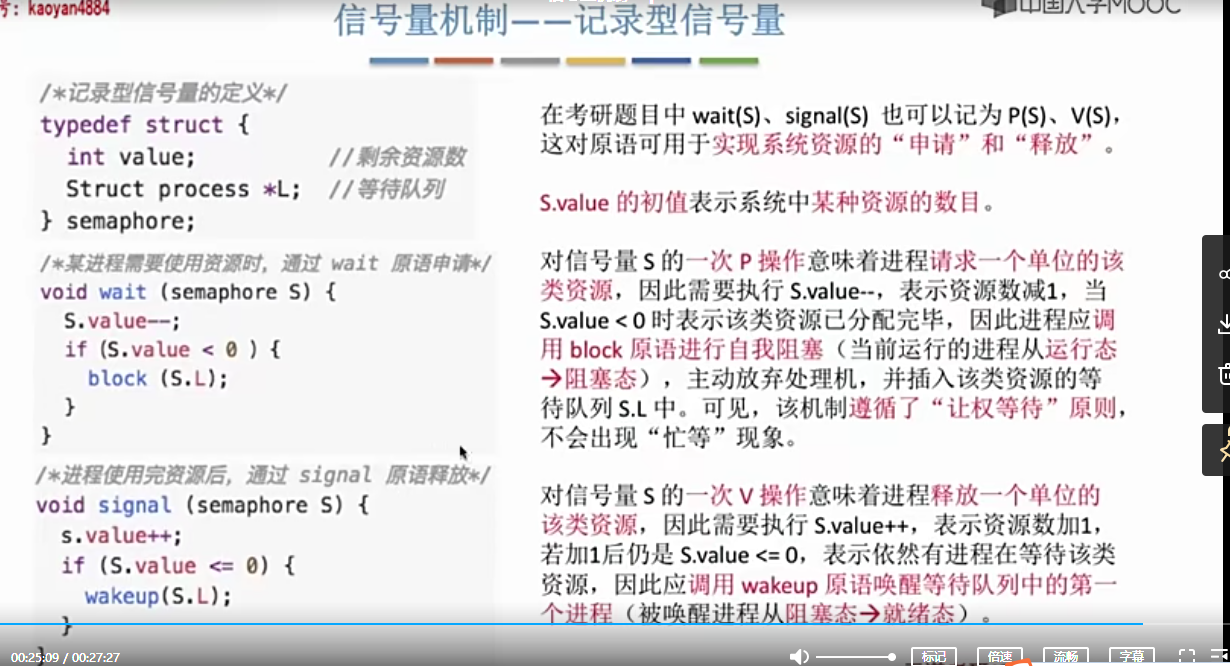 号：kaoyan4884
中国大学MOOC
信号量机制——记录型信号量
/*记录型信号量的定义*/
typedef struct {
int value; //剩余资源数
Struct process *L; //等待队列
} semaphore;
/*某进程需要使用资源时，通过 wait 原语申请*/
void wait (semaphore S) {
S.value--;
if (S.value < 0 ) {
block (S.L);
}
}
/*进程使用完资源后，通过 signal 原语释放*/
void signal (semaphore S) {
s.value++;
if (S.value <= 0) {
wakeup(S.L);
}
}
在考研题目中 wait(S)、signal(S) 也可以记为 P(S)、V(S)，
这对原语可用于实现系统资源的“申请”和“释放”。
S.value 的初值表示系统中某种资源的数目。
对信号量 S 的一次 P 操作意味着进程请求一个单位的该
类资源，因此需要执行 S.value--，表示资源数减1，当
S.value < 0 时表示该类资源已分配完毕，因此进程应调
用 block 原语进行自我阻塞（当前运行的进程从运行态
→阻塞态），主动放弃处理机，并插入该类资源的等
待队列 S.L 中。可见，该机制遵循了“让权等待”原则，
不会出现“忙等”现象。
对信号量 S 的一次 V 操作意味着进程释放一个单位的
该类资源，因此需要执行 S.value++，表示资源数加1，
若加1后仍是 S.value <= 0，表示依然有进程在等待该类
资源，因此应调用 wakeup 原语唤醒等待队列中的第一
个进程（被唤醒进程从阻塞态→就绪态）。
00:25:09 / 00:27:27
标记
倍速
流畅
字幕